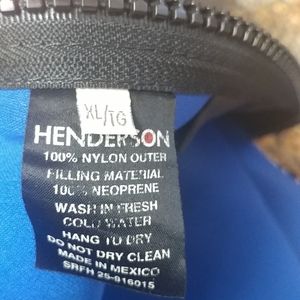 XL/TG
HENDERSON
100% NYLON OUTER
FILLING MATERIAL
100% NEOPRENE
WASH IN FRESH
COLD WATER
HANG TO DRY
DO NOT DRY CLEAN
MADE IN MEXICO
SRFH 25-916015